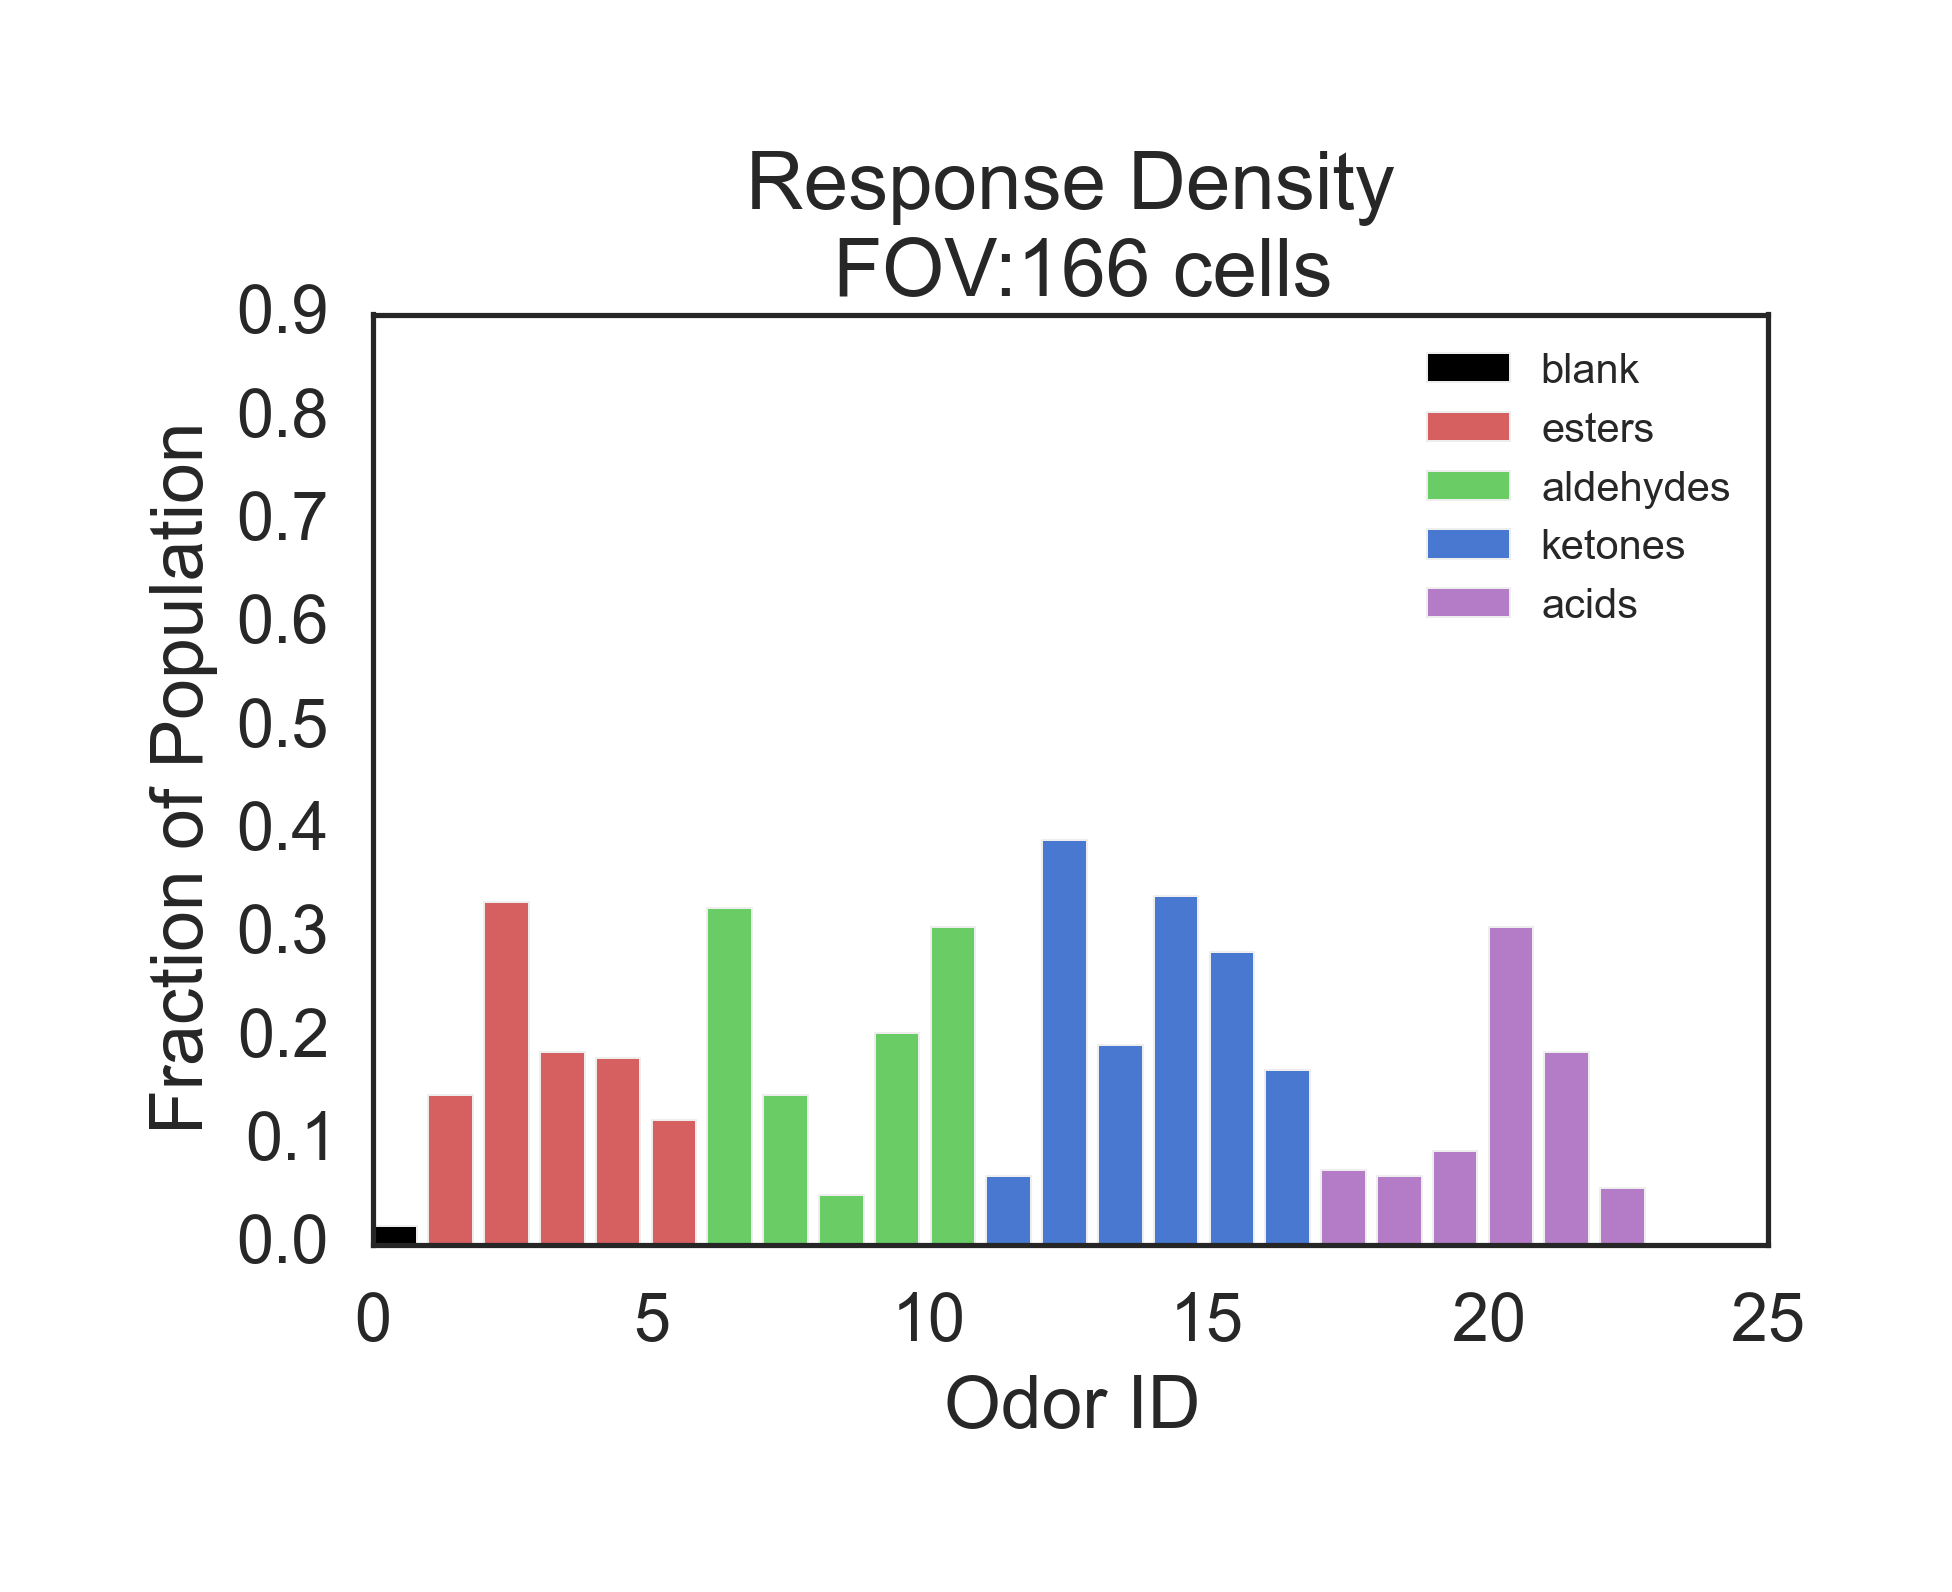 Response Density
FOV:166 cells
0.9
0.8
0.7
0.6
0.5
0.4
0.3
0.2
0.1
0.0
Fraction of Population
blank
esters
aldehydes
ketones
acids
0 5 10 15 20 25
Odor ID